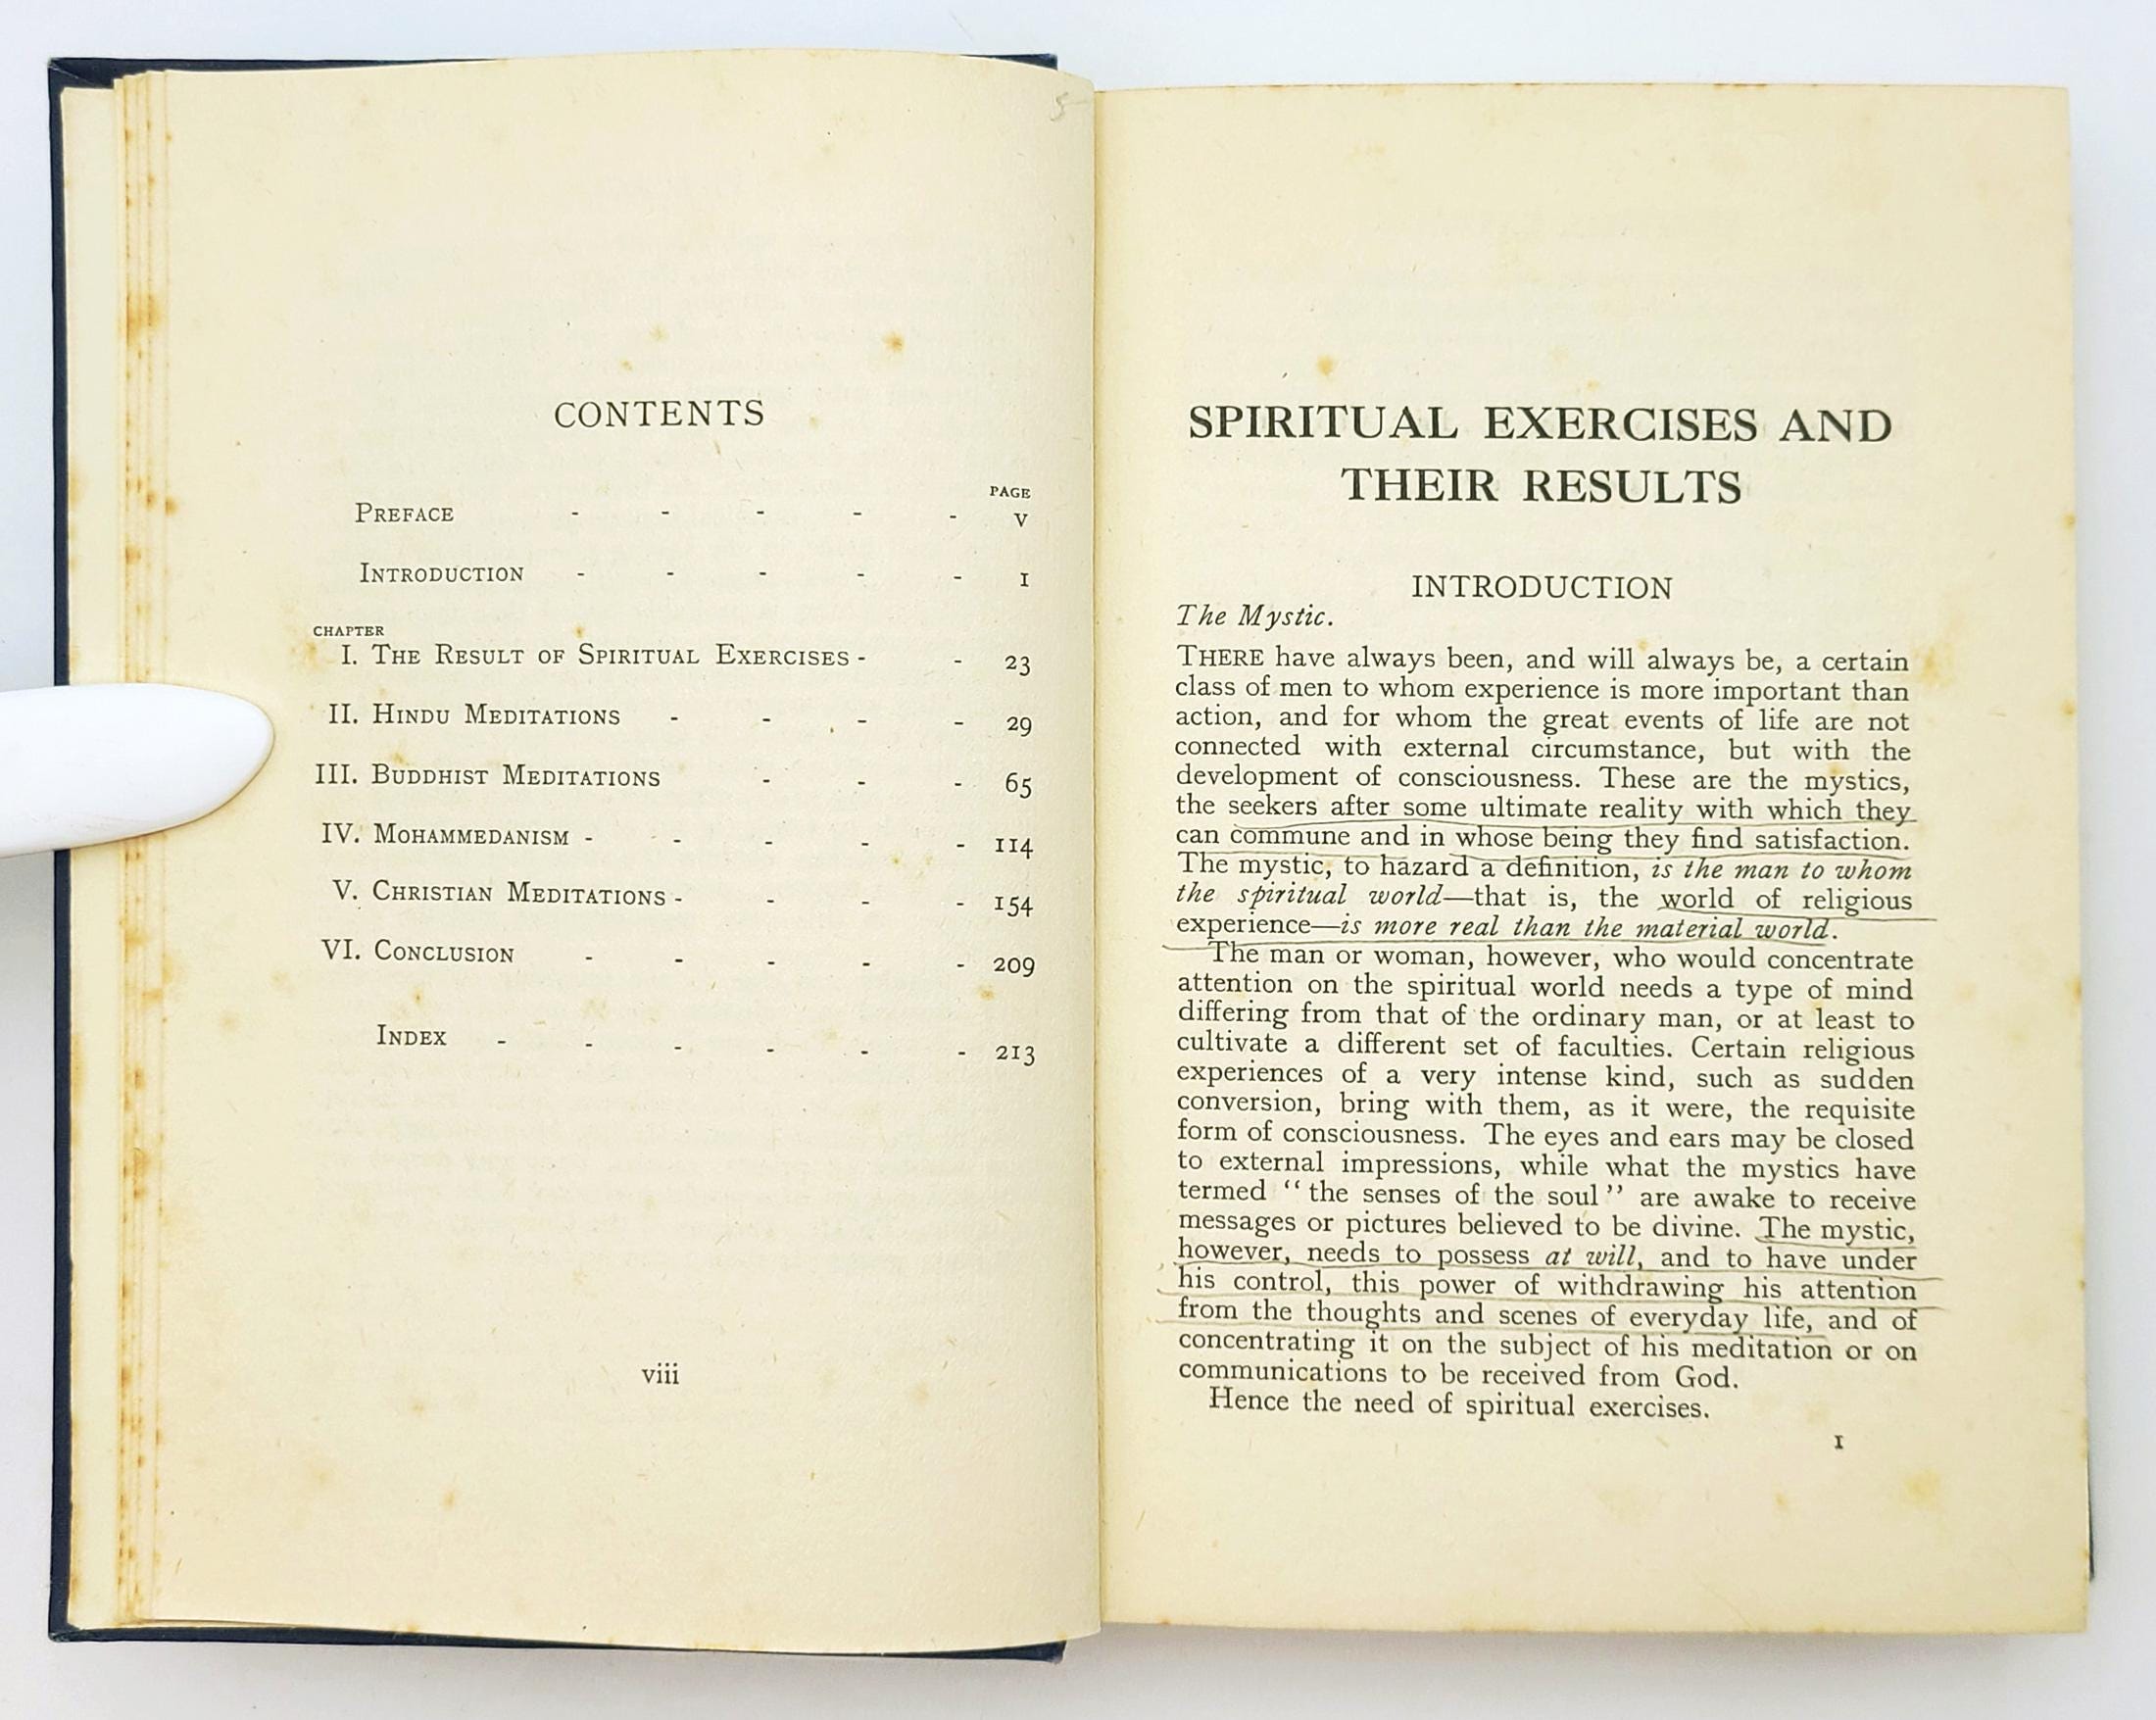 CONTENTS
PAGE
PREFACE - - - - - V
INTRODUCTION - - - - - 1
CHAPTER
I. THE RESULT OF SPIRITUAL EXERCISES - - 23
II. HINDU MEDITATIONS - - - - 29
III. BUDDHIST MEDITATIONS - - - 65
IV. MOHAMMEDANISM - - - - - 114
V. CHRISTIAN MEDITATIONS - - - - 154
VI. CONCLUSION - - - - - 209
INDEX - - - - - - 213
viii
SPIRITUAL EXERCISES AND
THEIR RESULTS
INTRODUCTION
The Mystic.
THERE have always been, and will always be, a certain
class of men to whom experience is more important than
action, and for whom the great events of life are not
connected with external circumstance, but with the
development of consciousness. These are the mystics,
the seekers after some ultimate reality with which they
can commune and in whose being they find satisfaction.
The mystic, to hazard a definition, is the man to whom
the spiritual world—that is, the world of religious
experience—is more real than the material world.
The man or woman, however, who would concentrate
attention on the spiritual world needs a type of mind
differing from that of the ordinary man, or at least to
cultivate a different set of faculties. Certain religious
experiences of a very intense kind, such as sudden
conversion, bring with them, as it were, the requisite
form of consciousness. The eyes and ears may be closed
to external impressions, while what the mystics have
termed “the senses of the soul” are awake to receive
messages or pictures believed to be divine. The mystic,
however, needs to possess at will, and to have under
his control, this power of withdrawing his attention
from the thoughts and scenes of everyday life, and of
concentrating it on the subject of his meditation or on
communications to be received from God.
Hence the need of spiritual exercises.
1